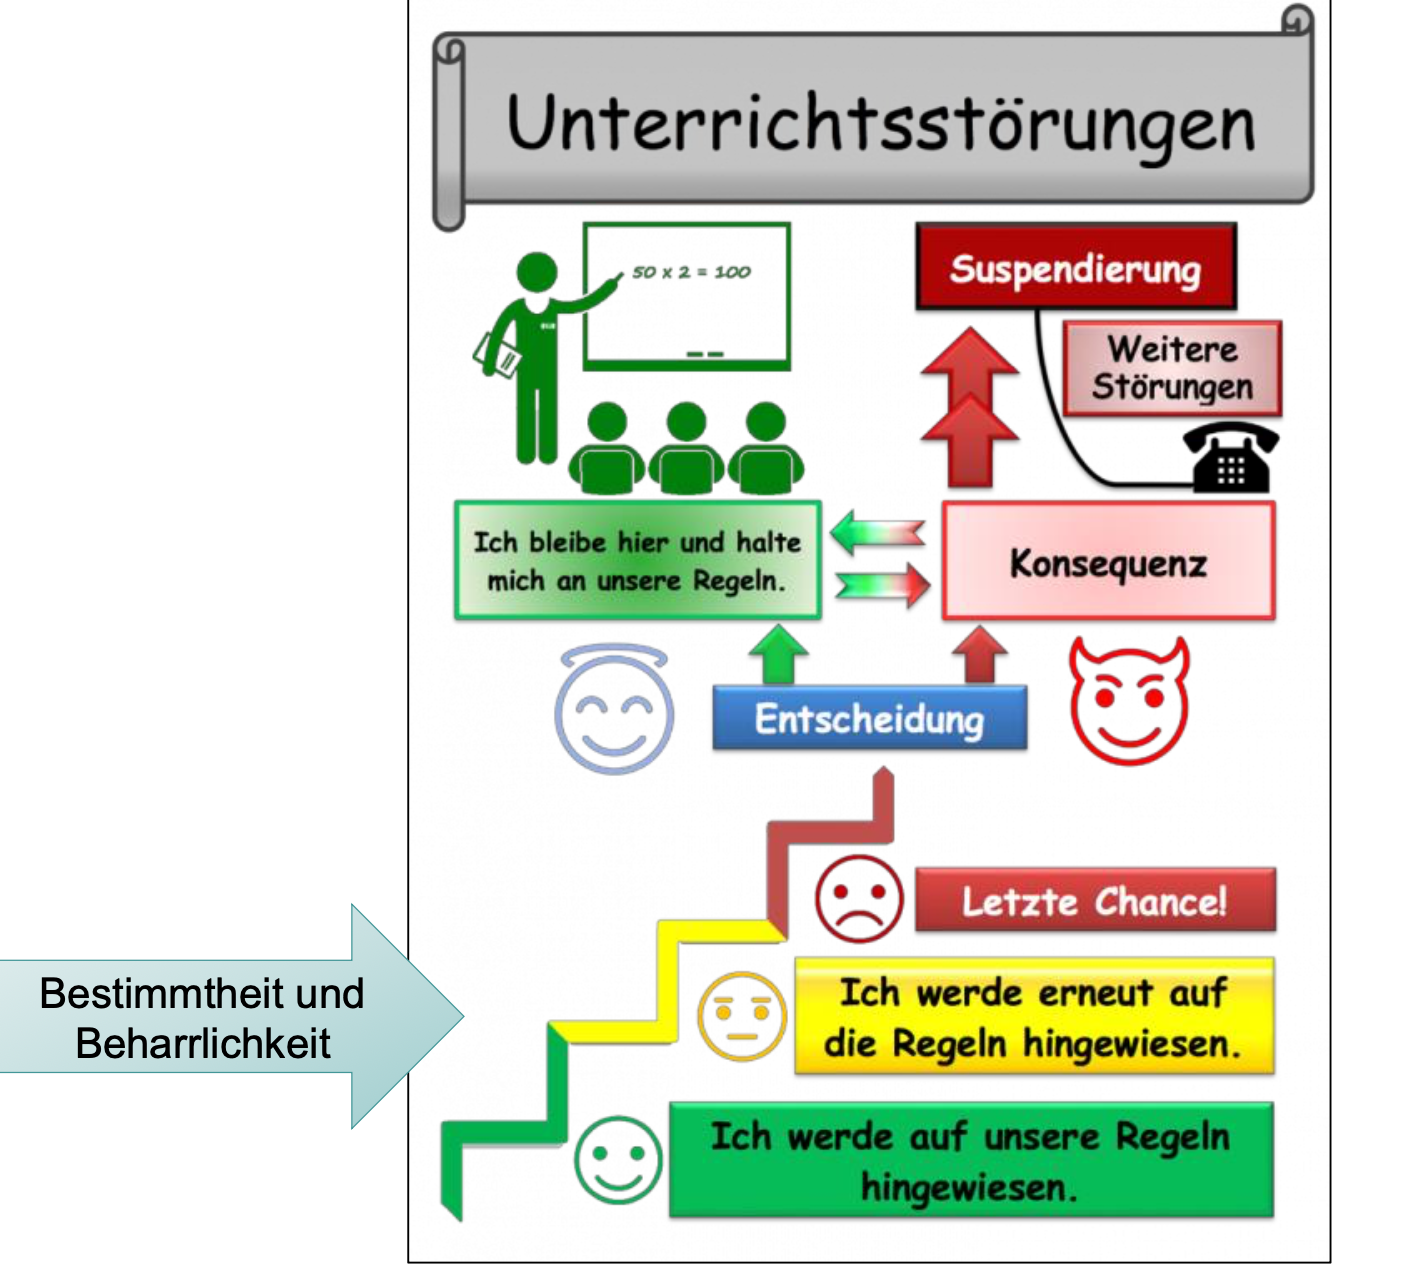 Unterrichtsstörungen
50 x 2 = 100
Suspendierung
Weitere
Störungen
Ich bleibe hier und halte
mich an unsere Regeln.
Konsequenz
Entscheidung
Letzte Chance!
Bestimmtheit und
Beharrlichkeit
Ich werde erneut auf
die Regeln hingewiesen.
Ich werde auf unsere Regeln
hingewiesen.